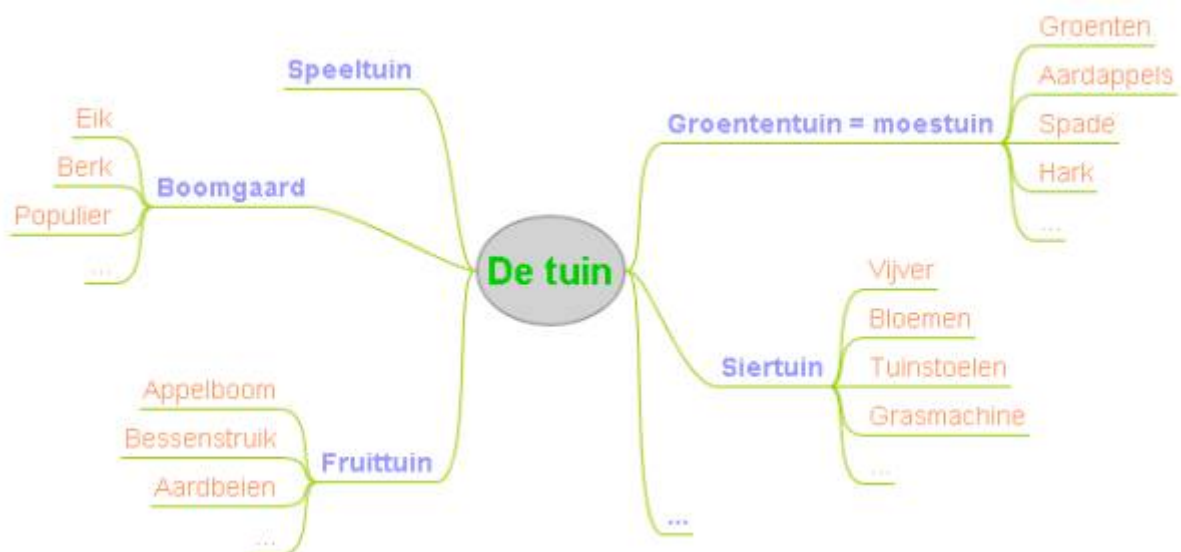 De tuin
Speeltuin
Boomgaard
Eik
Berk
Populier
...
Fruittuin
Appelboom
Bessenstruik
Aardbeien
...
Groentetuin = moestuin
Groenten
Aardappels
Spade
Hark
...
Siertuin
Vijver
Bloemen
Tuinstoelen
Grasmachine
...
...